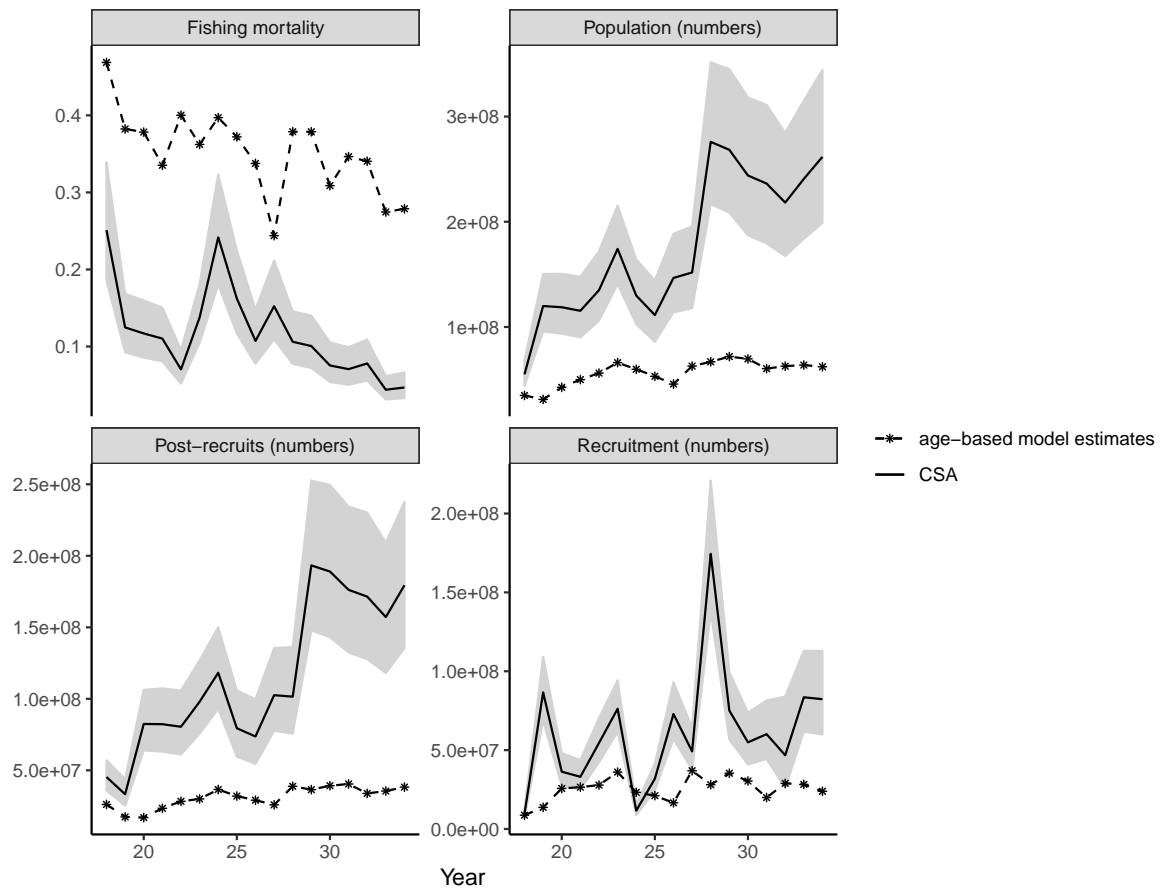 Fishing mortality
Population (numbers)
0.4
0.3
0.2
0.1
3e+08
2e+08
1e+08
Post−recruits (numbers)
Recruitment (numbers)
2.5e+08
2.0e+08
1.5e+08
1.0e+08
5.0e+07
2.0e+08
1.5e+08
1.0e+08
5.0e+07
0.0e+00
20 25 30
20 25 30
Year
age−based model estimates
CSA